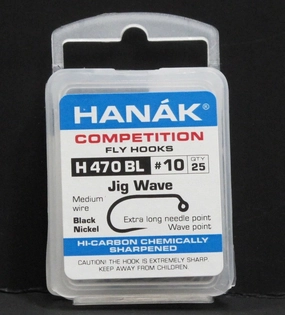 HANÁK®
COMPETITION
FLY HOOKS
H 470 BL #10 QTY 25
Jig Wave
Medium wire
Black Nickel
Extra long needle point
Wave point
HI-CARBON CHEMICALLY
SHARPENED
CAUTION! THE HOOK IS EXTREMELY SHARP.
KEEP AWAY FROM CHILDREN